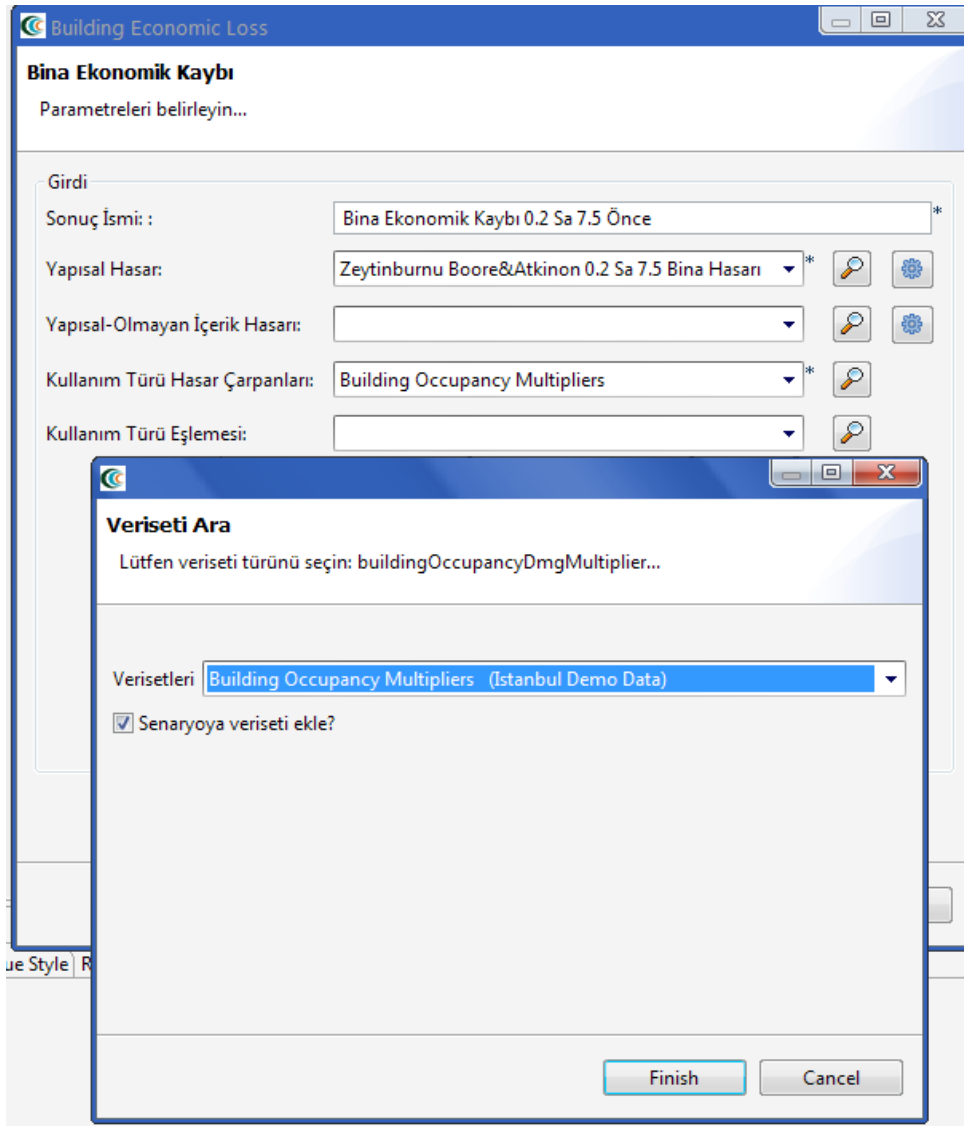 Building Economic Loss
Bina Ekonomik Kaybı
Parametreleri belirleyin...
Girdi
Sonuç İsmi: : Bina Ekonomik Kaybı 0.2 Sa 7.5 Önce *
Yapısal Hasar: Zeytinburnu Boore&Atkinon 0.2 Sa 7.5 Bina Hasarı *
Yapısal-Olmayan İçerik Hasarı:
Kullanım Türü Hasar Çarpanları: Building Occupancy Multipliers *
Kullanım Türü Eşlemesi:
Veriseti Ara
Lütfen veriseti türünü seçin: buildingOccupancyDmgMultiplier...
Verisetleri Building Occupancy Multipliers (Istanbul Demo Data)
Senaryoya veriseti ekle?
ue Style R
Finish Cancel